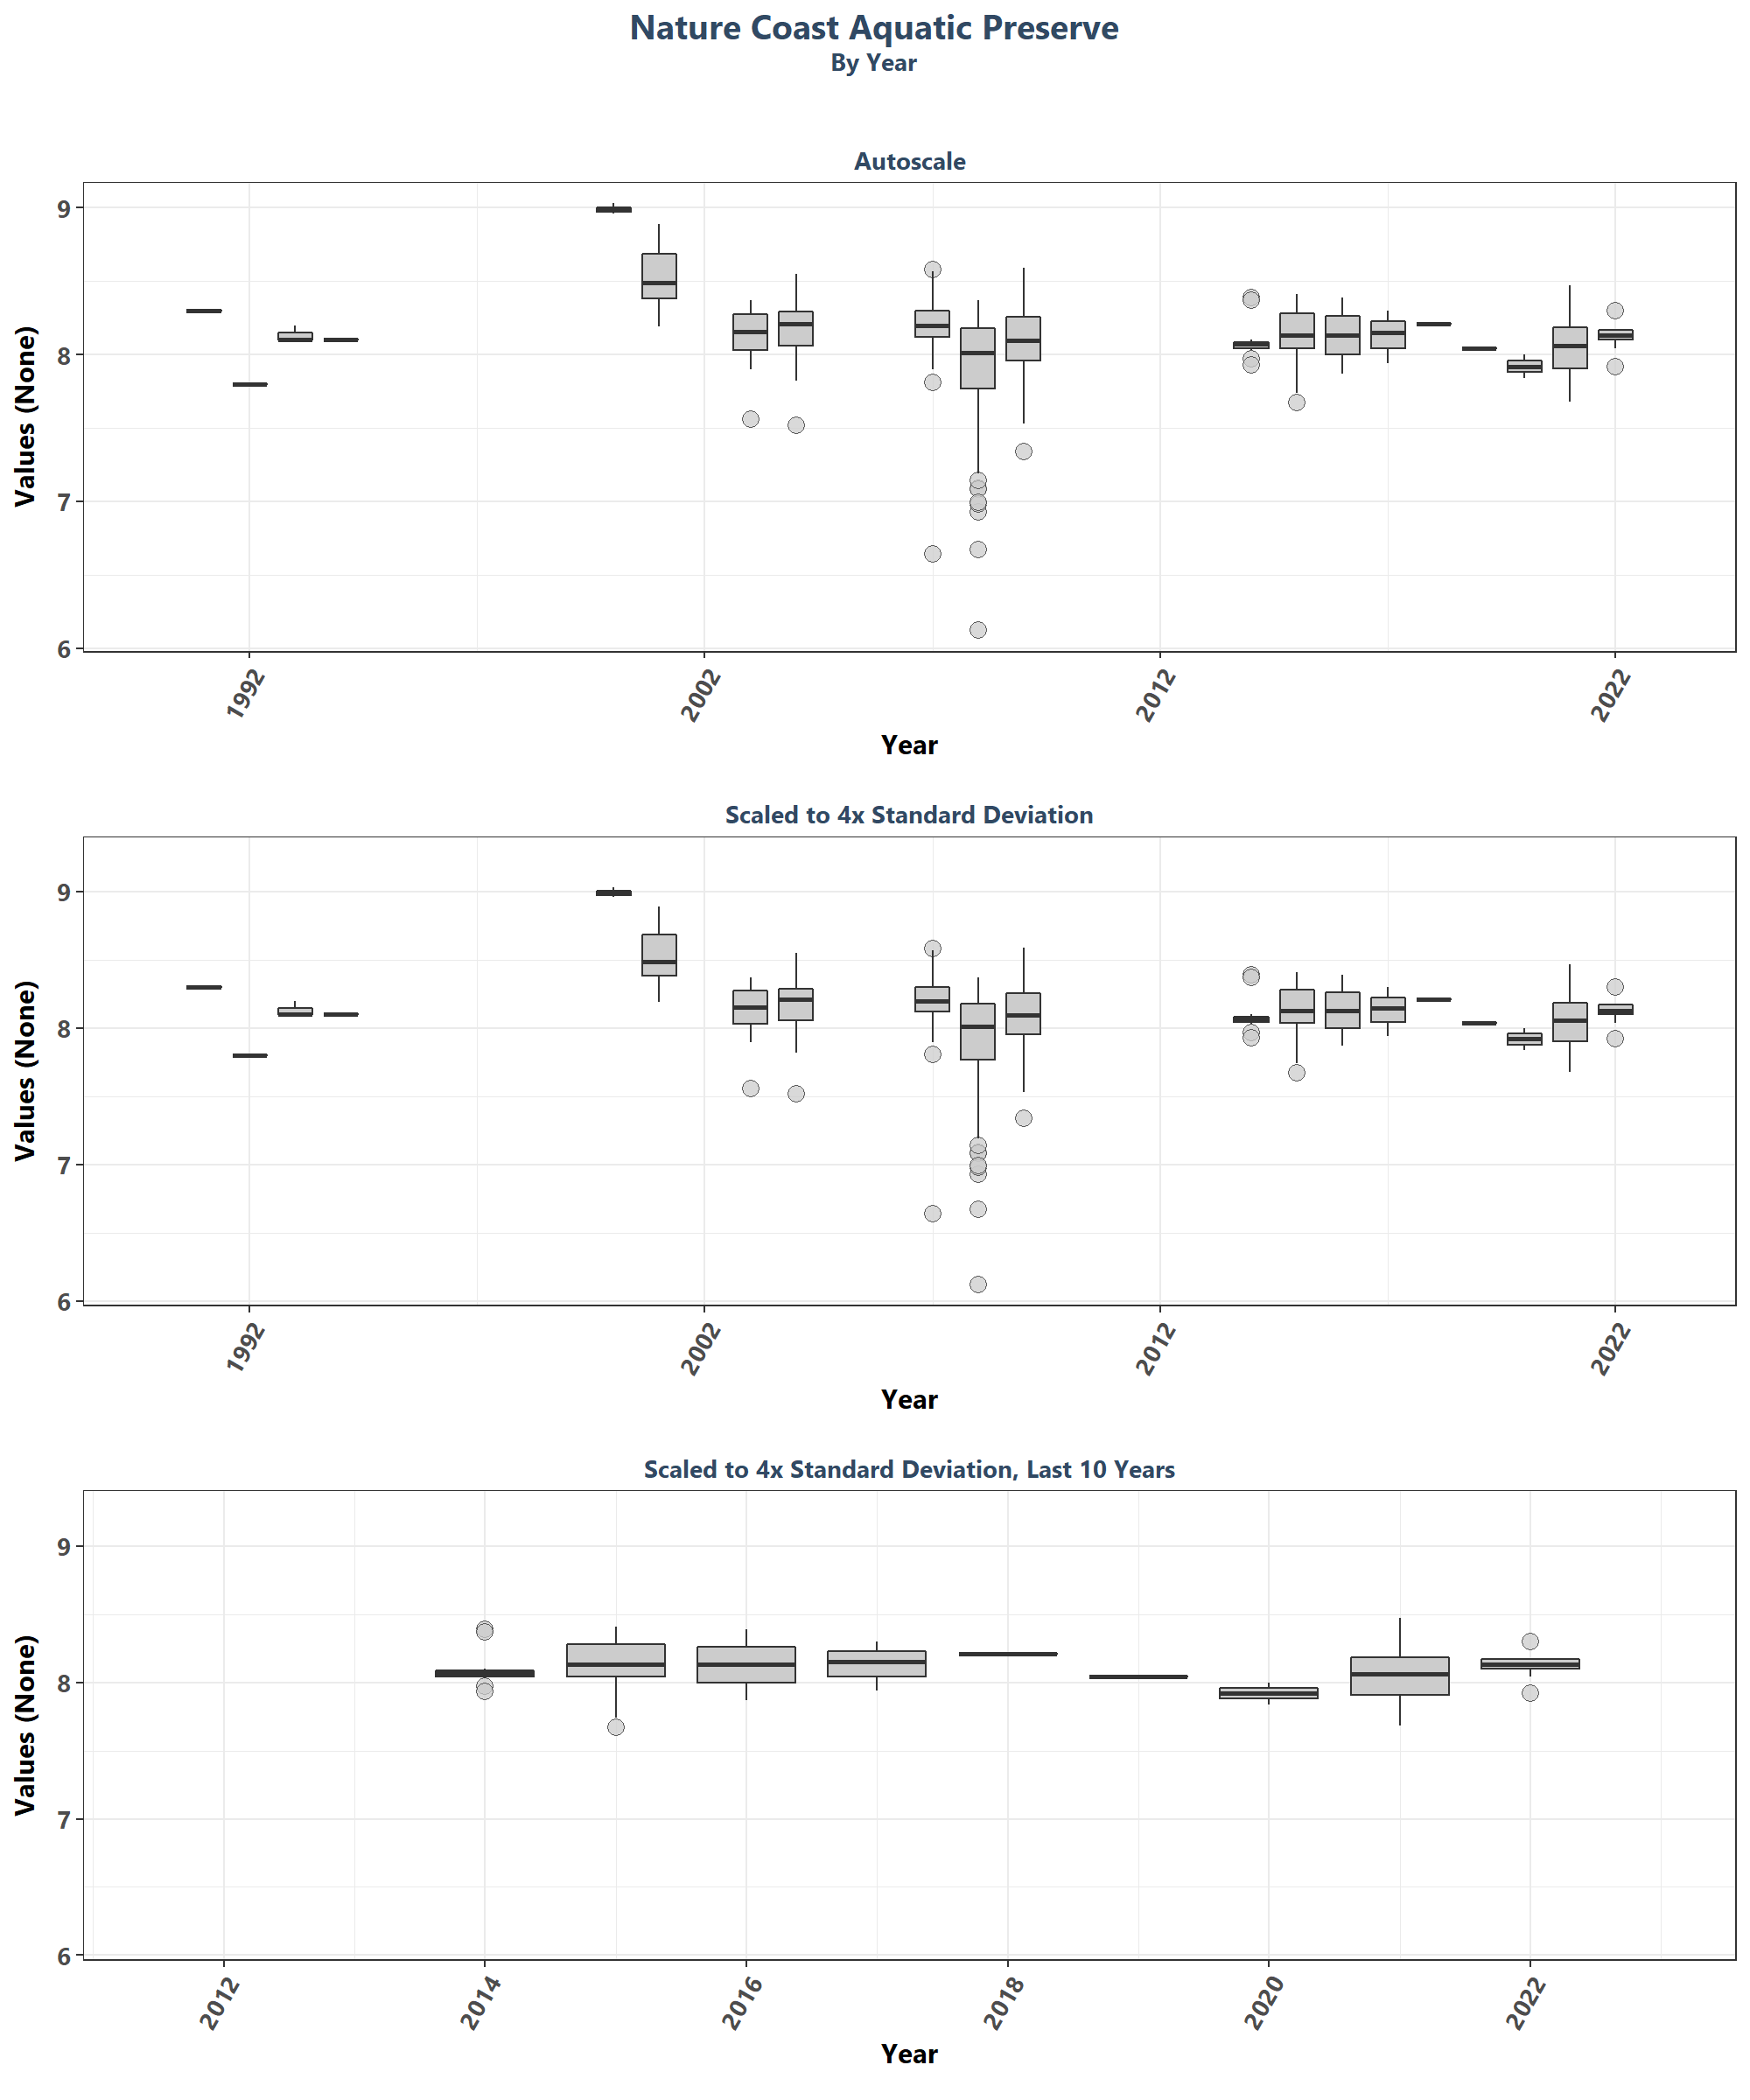 Nature Coast Aquatic Preserve
By Year
Autoscale
Values (None)
9
8
7
6
1992
2002
2012
2022
Year
Scaled to 4x Standard Deviation
Values (None)
9
8
7
6
1992
2002
2012
2022
Year
Scaled to 4x Standard Deviation, Last 10 Years
Values (None)
9
8
7
6
2012
2014
2016
2018
2020
2022
Year